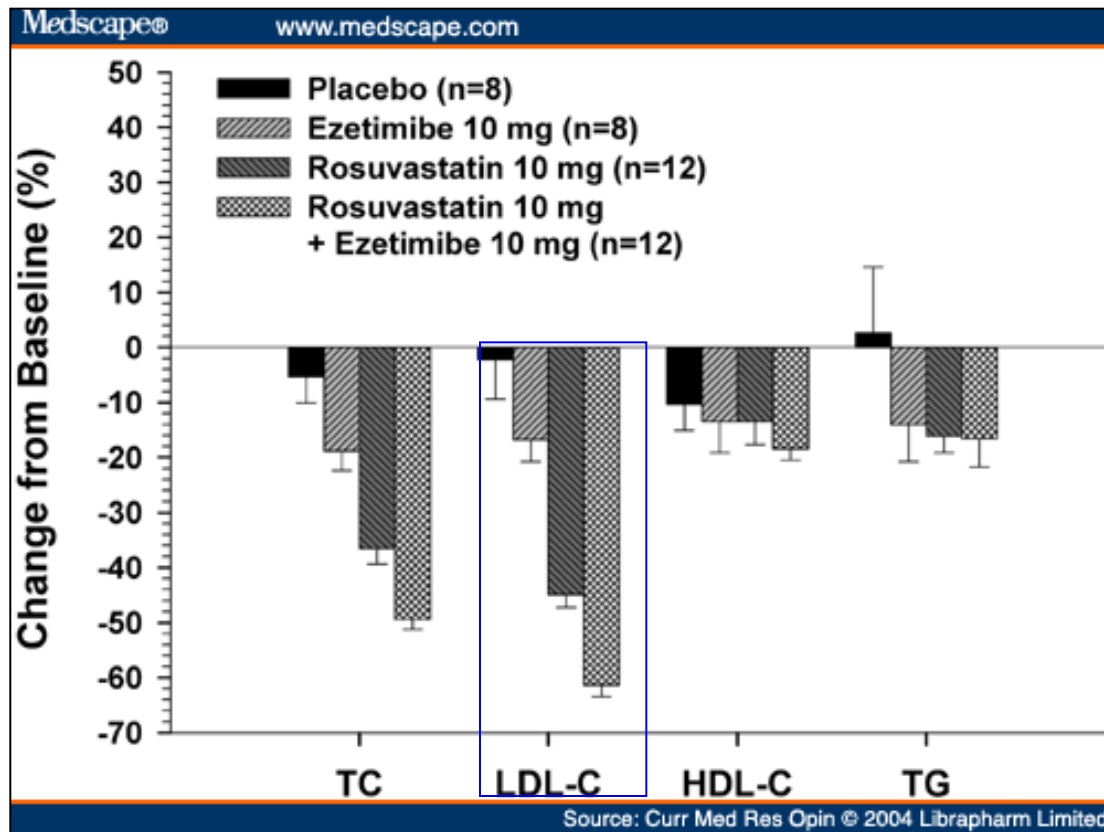 Medscape® www.medscape.com
Placebo (n=8)
Ezetimibe 10 mg (n=8)
Rosuvastatin 10 mg (n=12)
Rosuvastatin 10 mg
+ Ezetimibe 10 mg (n=12)
Change from Baseline (%)
50
40
30
20
10
0
-10
-20
-30
-40
-50
-60
-70
TC LDL-C HDL-C TG
Source: Curr Med Res Opin © 2004 Librapharm Limited